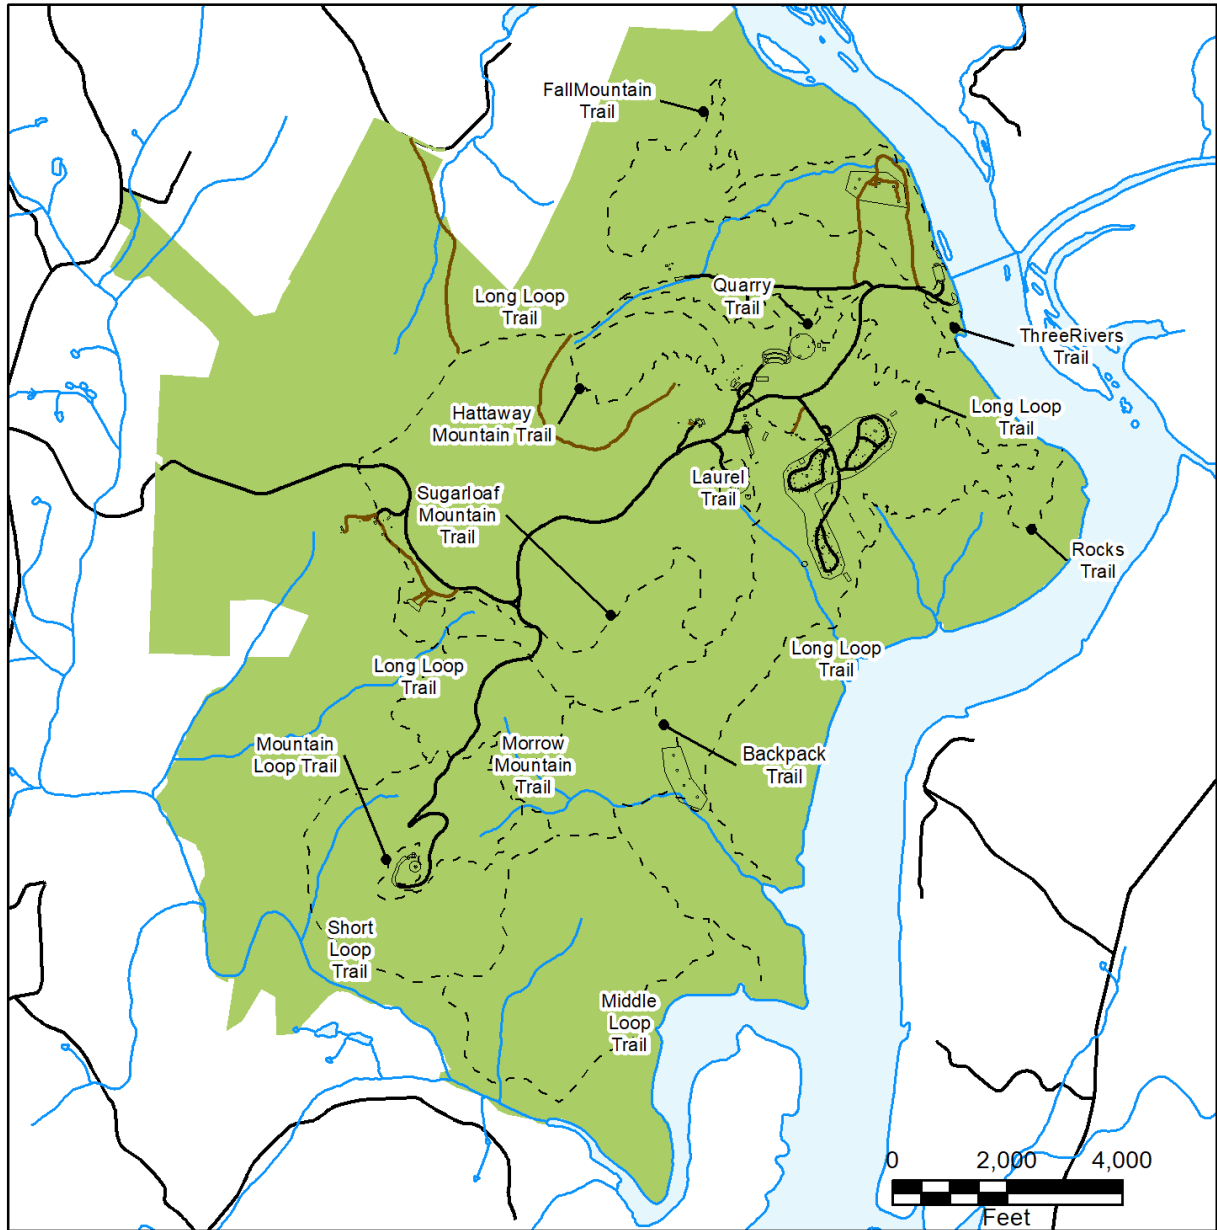 FallMountain
Trail
Quarry
Trail
Long Loop
Trail
ThreeRivers
Trail
Hattaway
Mountain Trail
Long Loop
Trail
Laurel
Trail
Sugarloaf
Mountain
Trail
Rocks
Trail
Long Loop
Trail
Long Loop
Trail
Mountain
Loop Trail
Morrow
Mountain
Trail
Backpack
Trail
Short
Loop
Trail
Middle
Loop
Trail
0 2,000 4,000
Feet